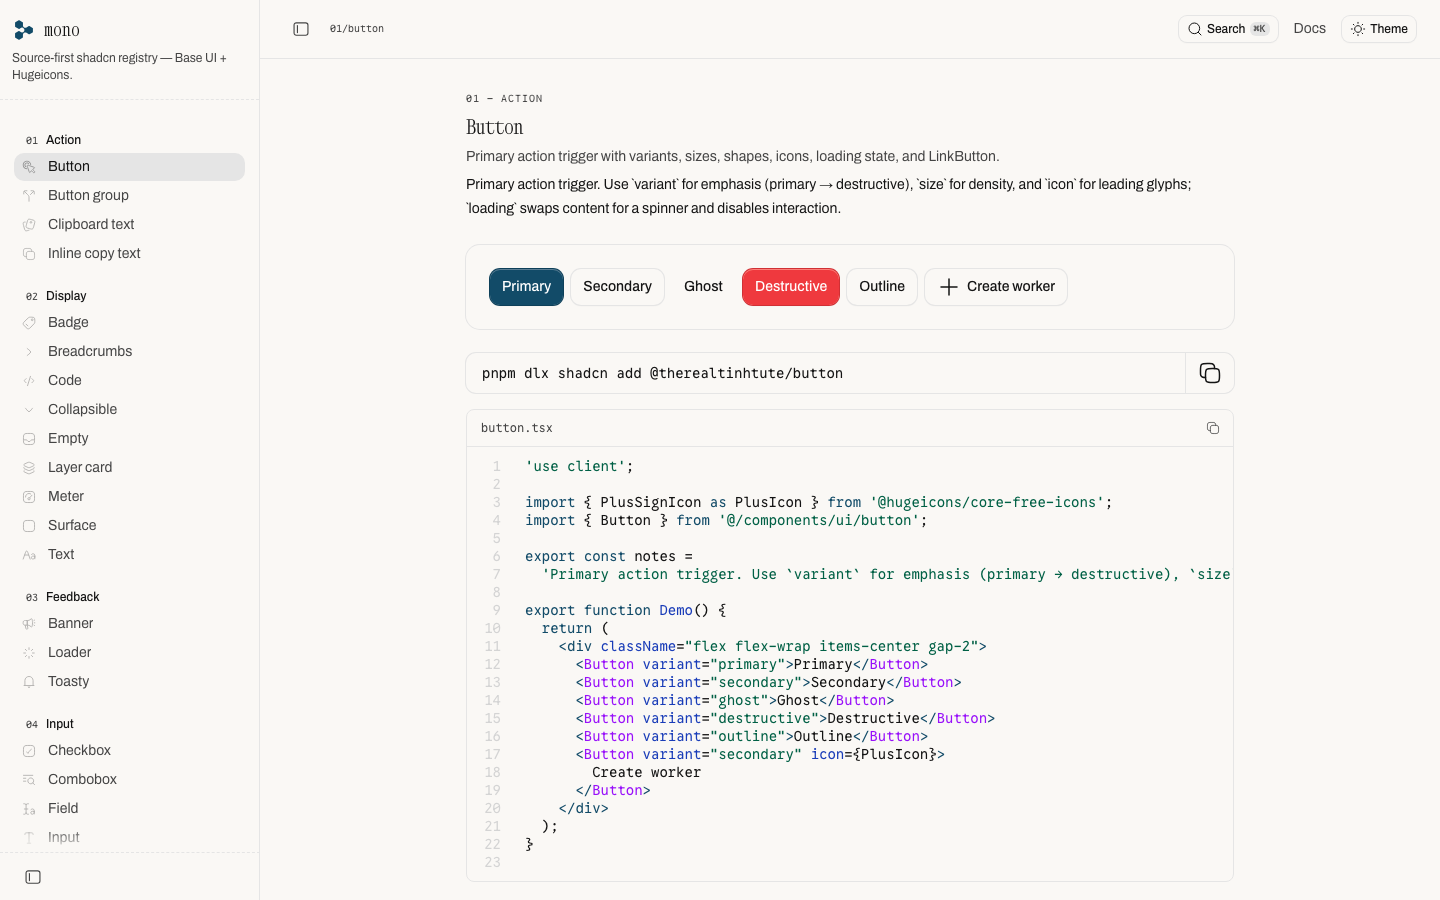 mono
Source-first shadcn registry — Base UI +
Hugeicons.
01 Action
Button
Button group
Clipboard text
Inline copy text
02 Display
Badge
Breadcrumbs
Code
Collapsible
Empty
Layer card
Meter
Surface
Text
03 Feedback
Banner
Loader
Toasty
04 Input
Checkbox
Combobox
Field
Input
01/button
Search ⌘K
Docs
Theme
01 — ACTION
Button
Primary action trigger with variants, sizes, shapes, icons, loading state, and LinkButton.
Primary action trigger. Use `variant` for emphasis (primary → destructive), `size` for density, and `icon` for leading glyphs;
`loading` swaps content for a spinner and disables interaction.
Primary Secondary Ghost Destructive Outline Create worker
pnpm dlx shadcn add @therealtinhtute/button
button.tsx
1 'use client';
2
3 import { PlusSignIcon as PlusIcon } from '@hugeicons/core-free-icons';
4 import { Button } from '@/components/ui/button';
5
6 export const notes =
7 'Primary action trigger. Use `variant` for emphasis (primary → destructive), `size
8
9 export function Demo() {
10 return (
11 <div className="flex flex-wrap items-center gap-2">
12 <Button variant="primary">Primary</Button>
13 <Button variant="secondary">Secondary</Button>
14 <Button variant="ghost">Ghost</Button>
15 <Button variant="destructive">Destructive</Button>
16 <Button variant="outline">Outline</Button>
17 <Button variant="secondary" icon={PlusIcon}>
18 Create worker
19 </Button>
20 </div>
21 );
22 }
23